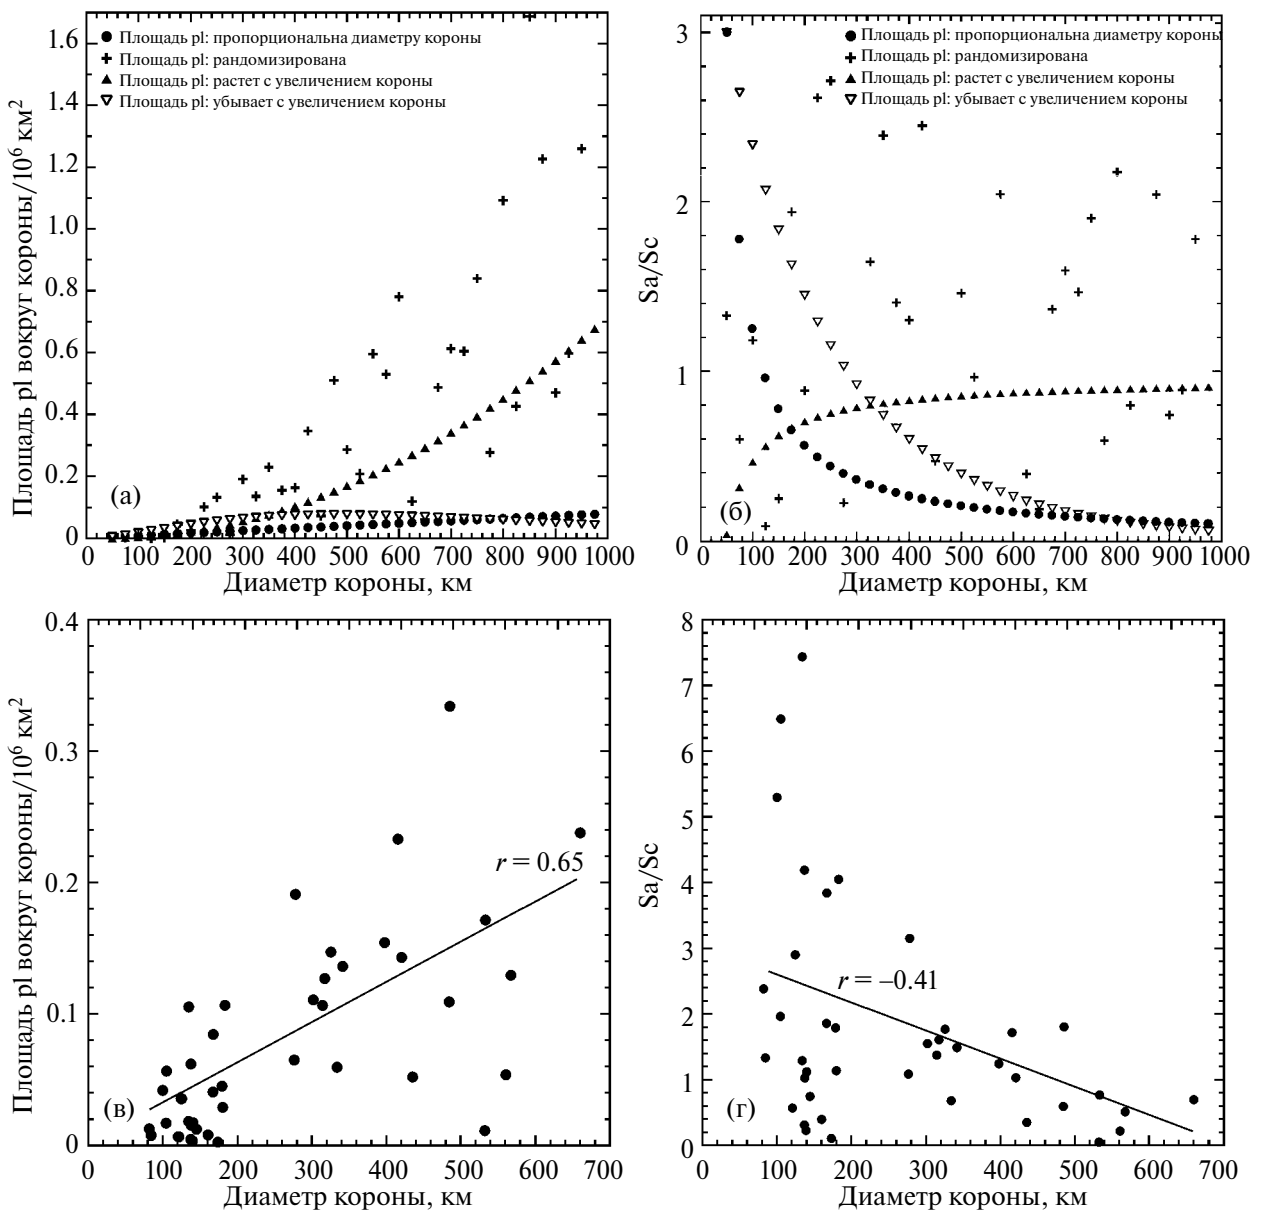 Площадь pl вокруг короны/10⁶ км²
1.6
1.4
1.2
1.0
0.8
0.6
0.4
0.2
0
Площадь pl: пропорциональна диаметру короны
Площадь pl: рандомизирована
Площадь pl: растет с увеличением короны
Площадь pl: убывает с увеличением короны
(а)
0 100 200 300 400 500 600 700 800 900 1000
Диаметр короны, км
Sa/Sc
3
2
1
0
Площадь pl: пропорциональна диаметру короны
Площадь pl: рандомизирована
Площадь pl: растет с увеличением короны
Площадь pl: убывает с увеличением короны
(б)
0 100 200 300 400 500 600 700 800 900 1000
Диаметр короны, км
Площадь pl вокруг короны/10⁶ км²
0.4
0.3
0.2
0.1
0
r = 0.65
(в)
0 100 200 300 400 500 600 700
Диаметр короны, км
Sa/Sc
8
7
6
5
4
3
2
1
0
r = –0.41
(г)
0 100 200 300 400 500 600 700
Диаметр короны, км